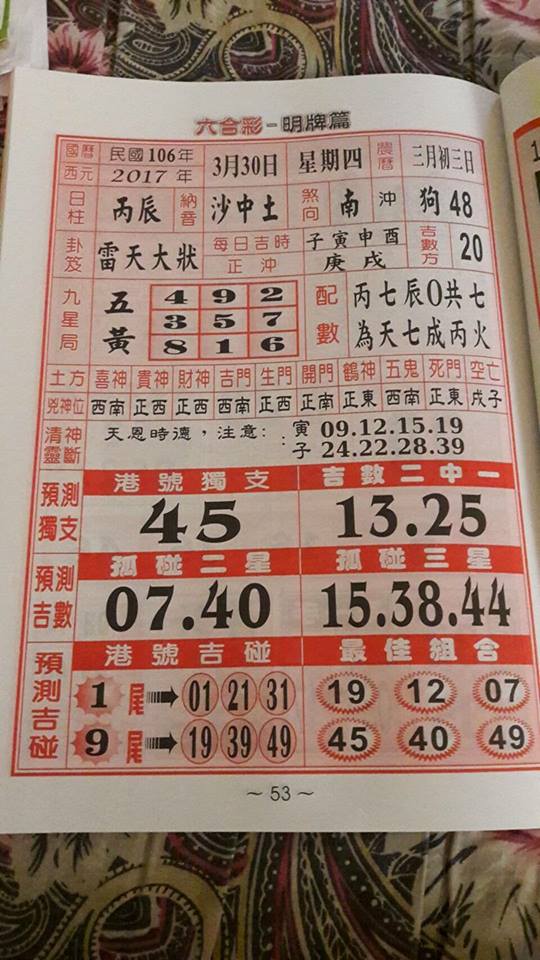 六合彩-明牌篇
國曆 民國106年 3月30日 星期四 農曆 三月初三日
西元 2017年
日柱 丙辰 納音 沙中土 煞向 南 沖 狗48
卦笈 雷天大狀 每日吉時 子寅申酉 吉數方 20
正沖 庚戌
九星局 五黃 4 9 2 配數 丙七辰0共七
3 5 7 為天七成丙火
8 1 6
土方 喜神 貴神 財神 吉門 生門 開門 鶴神 五鬼 死門 空亡
兇神位 西南 正西 正西 西南 正西 正南 正東 西南 正東 戌子
清神靈斷 天恩時德，注意: : 寅 09.12.15.19
子 24.22.28.39
預測獨支 港號獨支 吉數二中一
45 13.25
預測吉數 孤碰二星 孤碰三星
07.40 15.38.44
預測吉碰 港號吉碰 最佳組合
1 尾 01 21 31 19 12 07
9 尾 19 39 49 45 40 49
～53～